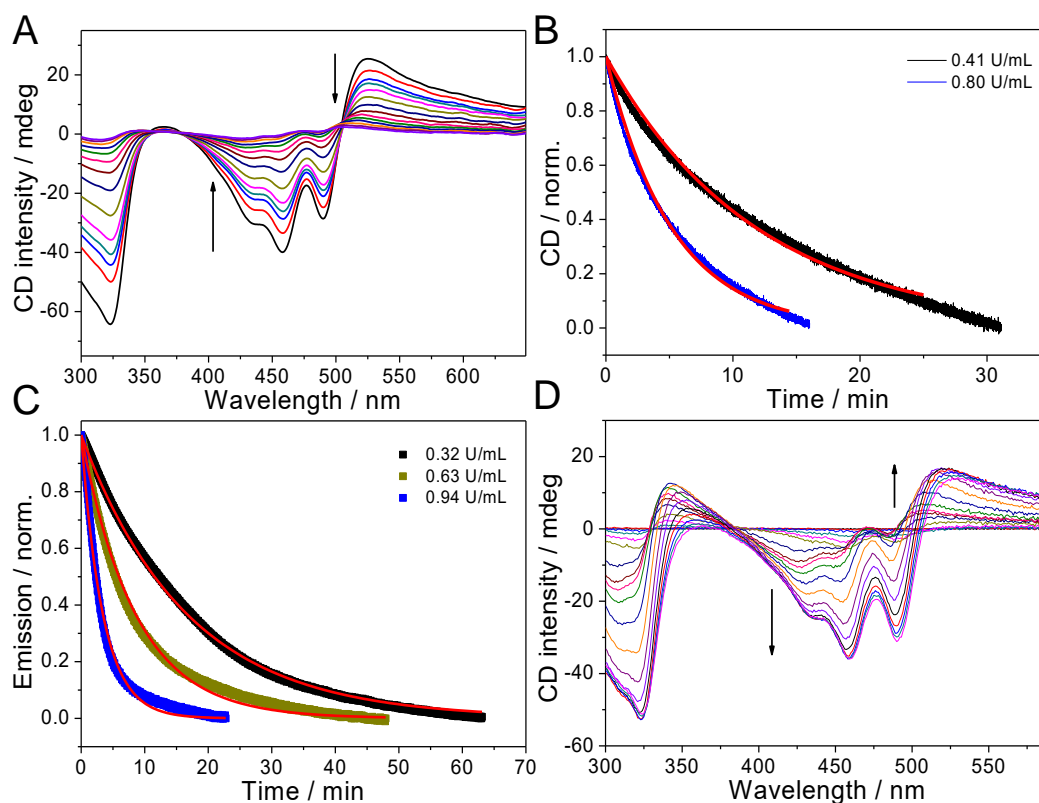 A
CD intensity / mdeg
20
0
-20
-40
-60
300 350 400 450 500 550 600
Wavelength / nm
B
CD / norm.
1.0
0.8
0.6
0.4
0.2
0.0
0.41 U/mL
0.80 U/mL
0 10 20 30
Time / min
C
Emission / norm.
1.0
0.8
0.6
0.4
0.2
0.0
0.32 U/mL
0.63 U/mL
0.94 U/mL
0 10 20 30 40 50 60 70
Time / min
D
CD intensity / mdeg
20
0
-20
-40
-60
300 350 400 450 500 550
Wavelength / nm